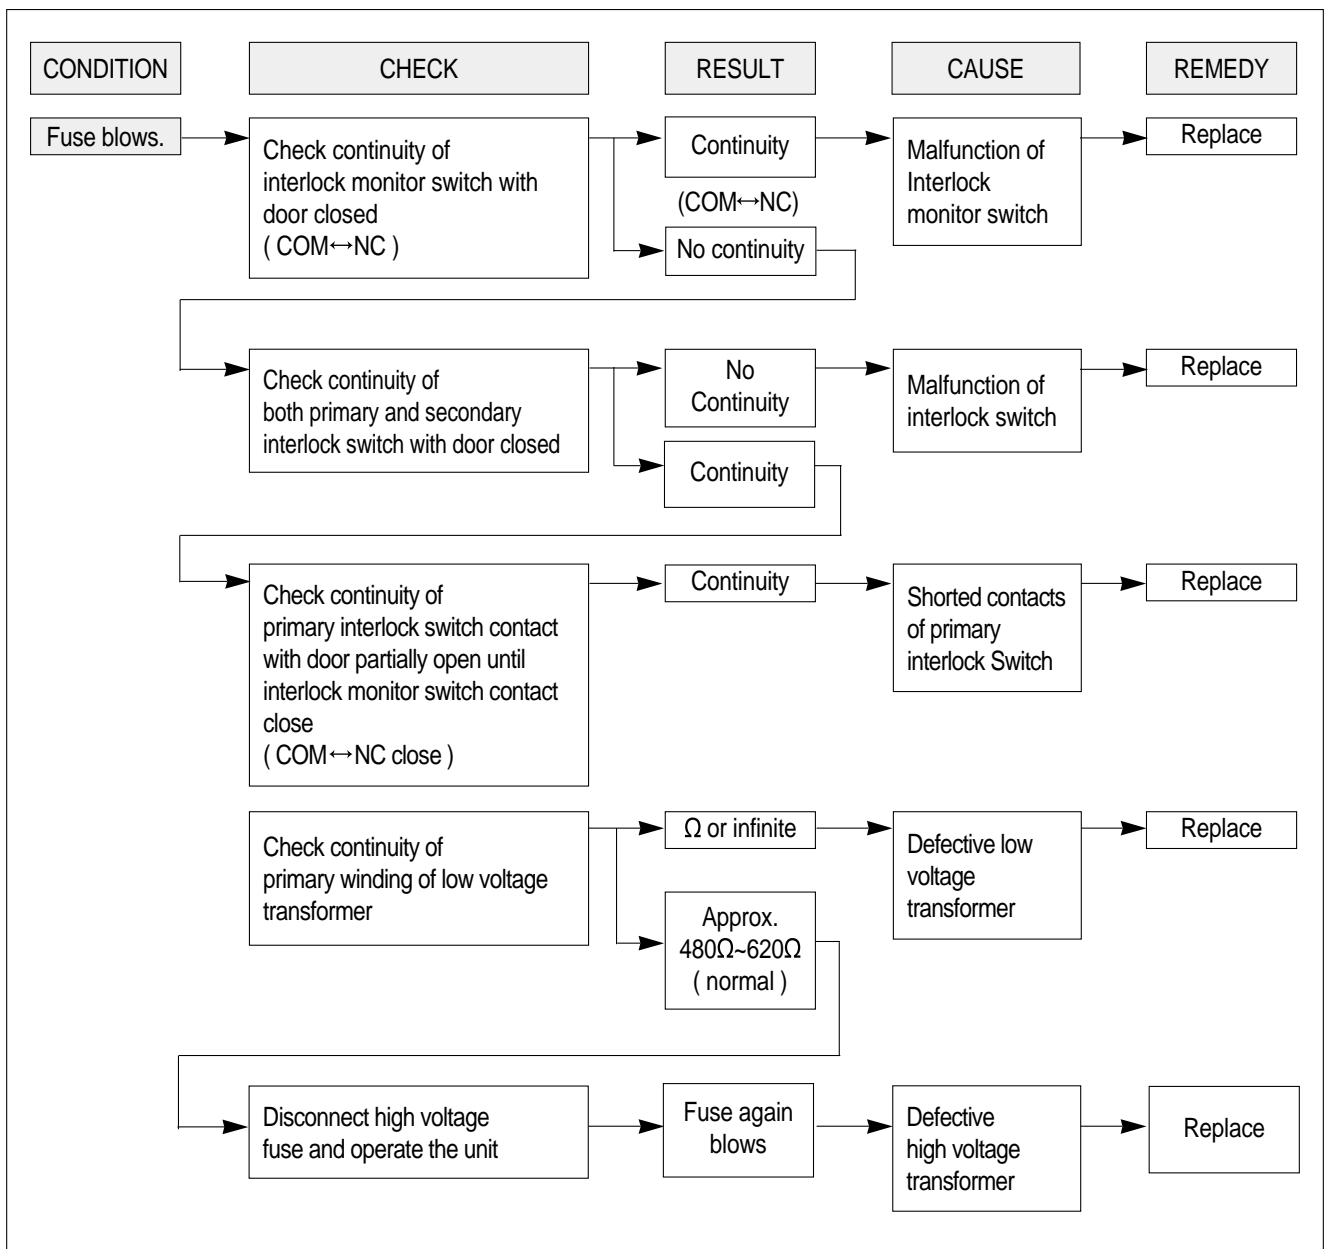 CONDITION
CHECK
RESULT
CAUSE
REMEDY
Fuse blows.
Check continuity of
interlock monitor switch with
door closed
( COM↔NC )
Continuity
(COM↔NC)
No continuity
Malfunction of
Interlock
monitor switch
Replace
Check continuity of
both primary and secondary
interlock switch with door closed
No
Continuity
Continuity
Malfunction of
interlock switch
Replace
Check continuity of
primary interlock switch contact
with door partially open until
interlock monitor switch contact
close
( COM↔NC close )
Continuity
Shorted contacts
of primary
interlock Switch
Replace
Check continuity of
primary winding of low voltage
transformer
Ω or infinite
Approx.
480Ω~620Ω
( normal )
Defective low
voltage
transformer
Replace
Disconnect high voltage
fuse and operate the unit
Fuse again
blows
Defective
high voltage
transformer
Replace